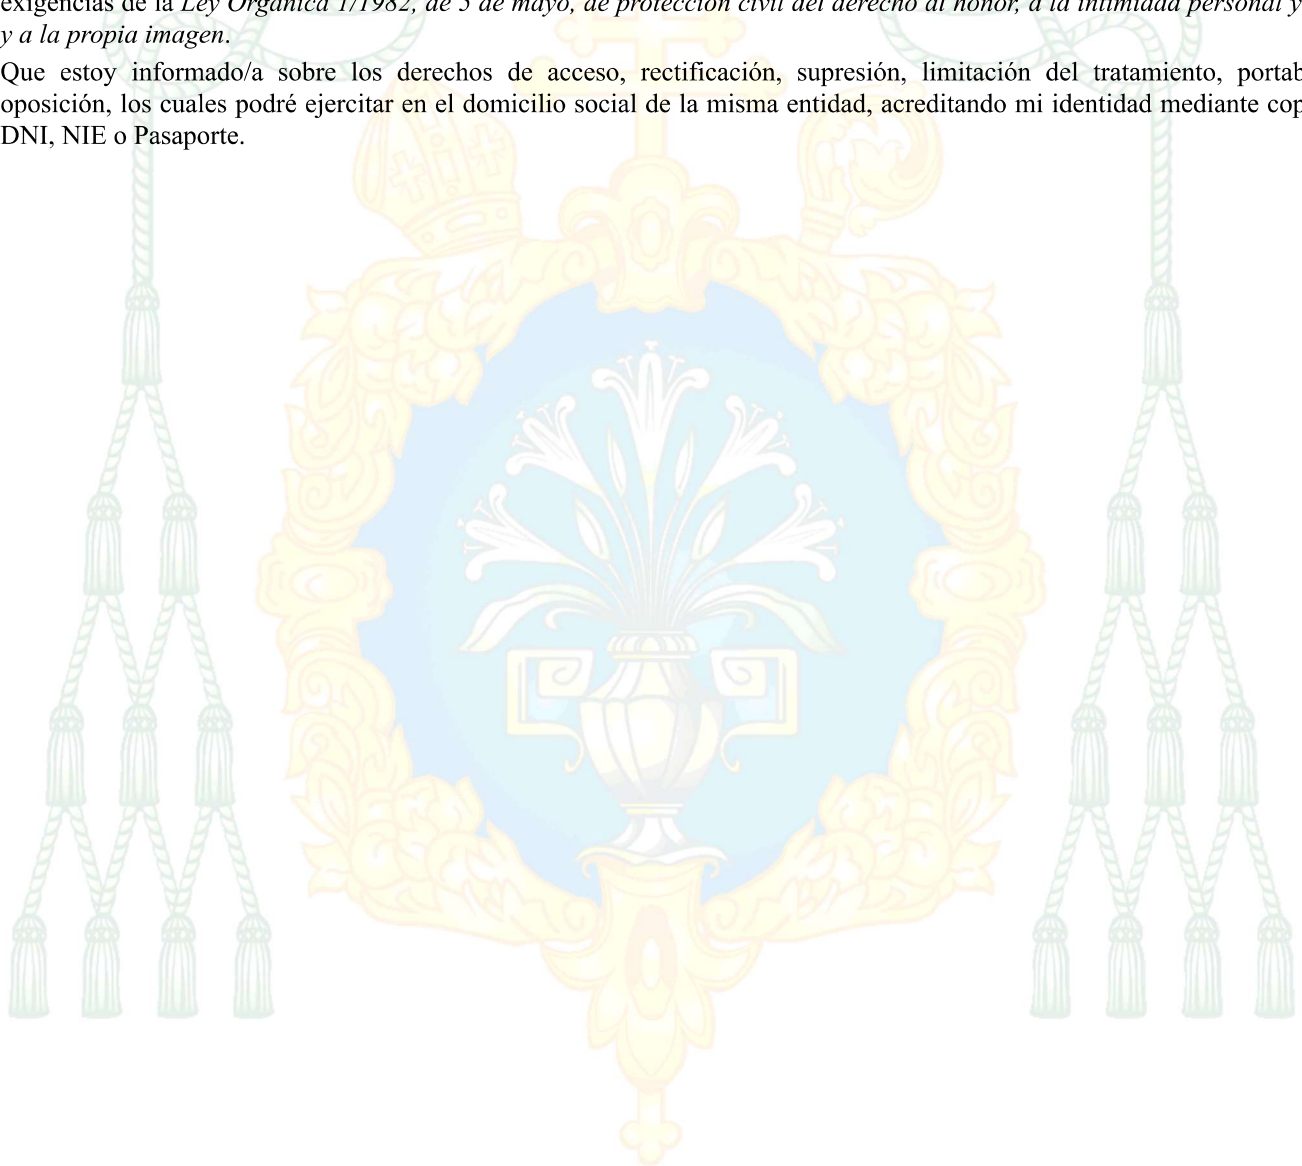 exigencias de la Ley Orgánica 1/1982, de 5 de mayo, de protección civil del derecho al honor, a la intimidad personal y
y a la propia imagen.
Que estoy informado/a sobre los derechos de acceso, rectificación, supresión, limitación del tratamiento, portab
oposición, los cuales podré ejercitar en el domicilio social de la misma entidad, acreditando mi identidad mediante cop
DNI, NIE o Pasaporte.